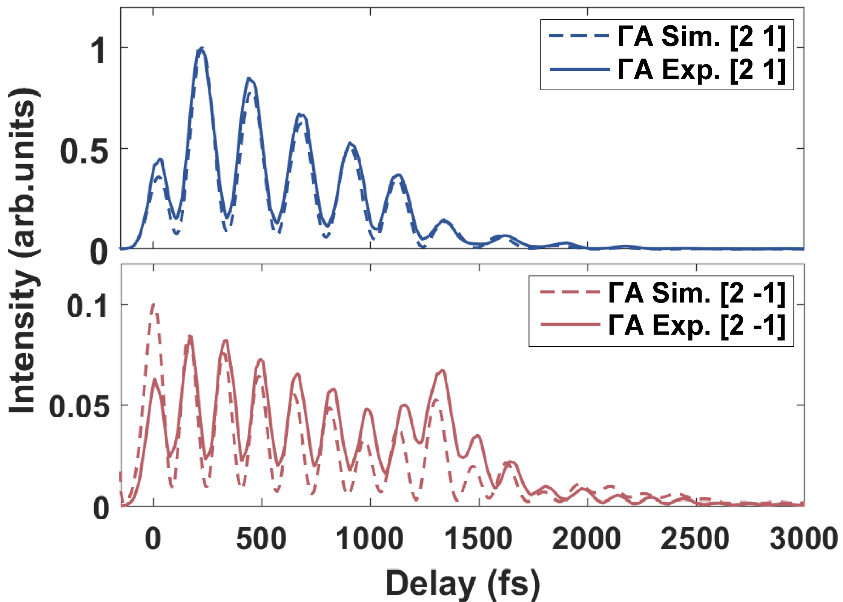 ΓA Sim. [2 1]
ΓA Exp. [2 1]
1
0.5
0
ΓA Sim. [2 -1]
ΓA Exp. [2 -1]
0.1
0.05
0
Intensity (arb.units)
0 500 1000 1500 2000 2500 3000
Delay (fs)